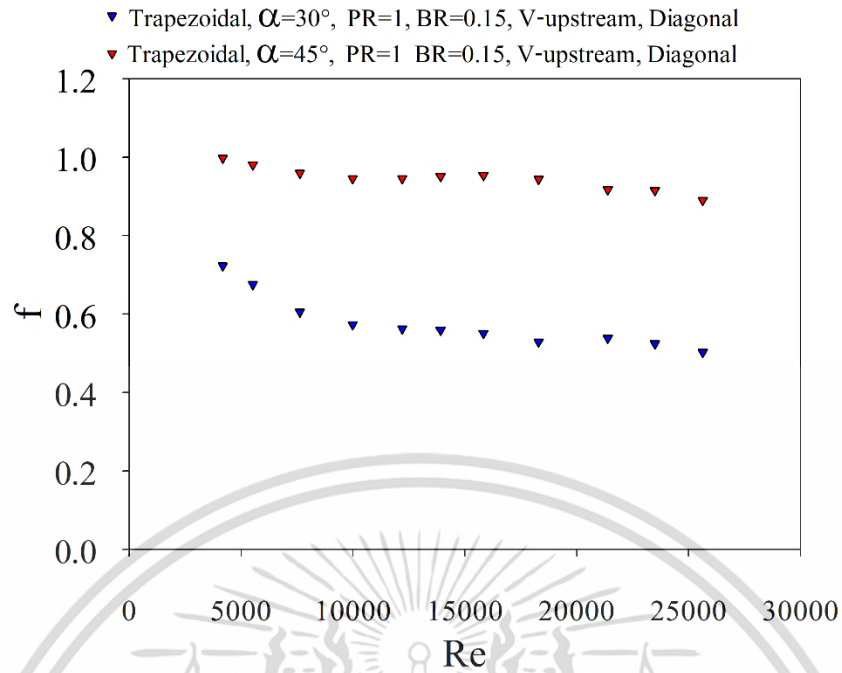 Trapezoidal, α=30°, PR=1, BR=0.15, V-upstream, Diagonal
Trapezoidal, α=45°, PR=1 BR=0.15, V-upstream, Diagonal
1.2
1.0
0.8
f
0.6
0.4
0.2
0.0
0 5000 10000 15000 20000 25000 30000
Re